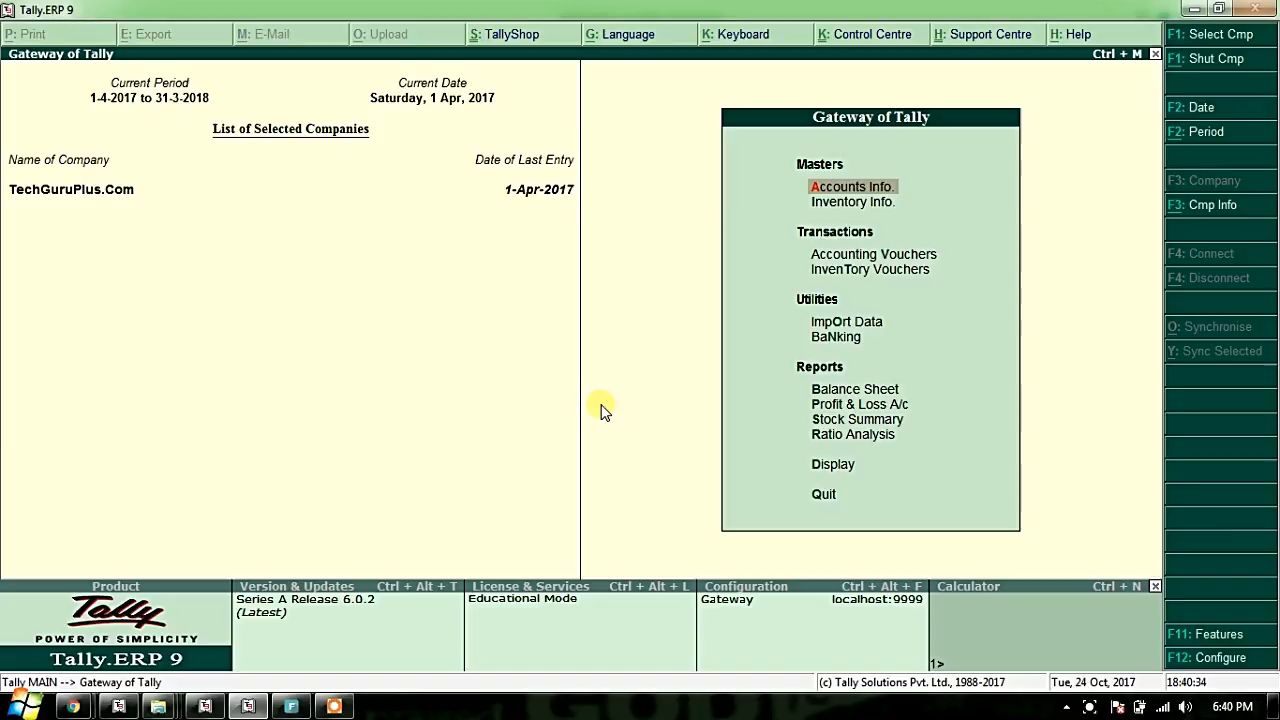 Tally.ERP 9
P: Print
E: Export
M: E-Mail
O: Upload
S: TallyShop
G: Language
K: Keyboard
K: Control Centre
H: Support Centre
H: Help
F1: Select Cmp
F1: Shut Cmp
F2: Date
F2: Period
F3: Company
F3: Cmp Info
F4: Connect
F4: Disconnect
O: Synchronise
Y: Sync Selected
F11: Features
F12: Configure
Gateway of Tally
Ctrl + M
Current Period
1-4-2017 to 31-3-2018
Current Date
Saturday, 1 Apr, 2017
List of Selected Companies
Name of Company
Date of Last Entry
TechGuruPlus.Com
1-Apr-2017
Gateway of Tally
Masters
Accounts Info.
Inventory Info.
Transactions
Accounting Vouchers
InvenTory Vouchers
Utilities
ImpOrt Data
BaNking
Reports
Balance Sheet
Profit & Loss A/c
Stock Summary
Ratio Analysis
Display
Quit
Product
Tally
POWER OF SIMPLICITY
Tally.ERP 9
Version & Updates Ctrl + Alt + T
Series A Release 6.0.2
(Latest)
License & Services Ctrl + Alt + L
Educational Mode
Configuration Ctrl + Alt + F
Gateway localhost:9999
Calculator Ctrl + N
1>
Tally MAIN --> Gateway of Tally
(c) Tally Solutions Pvt. Ltd., 1988-2017
Tue, 24 Oct, 2017
18:40:34
6:40 PM